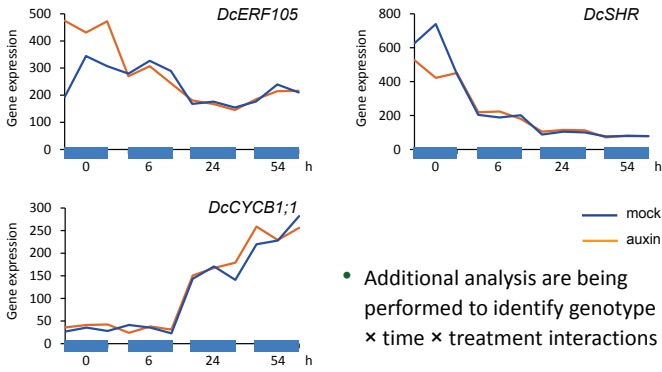 DcERF105
500
400
300
200
100
0
Gene expression
0 6 24 54 h
DcSHR
800
600
400
200
0
Gene expression
0 6 24 54 h
DcCYCB1;1
300
250
200
150
100
50
0
Gene expression
0 6 24 54 h
mock
auxin
• Additional analysis are being
performed to identify genotype
× time × treatment interactions